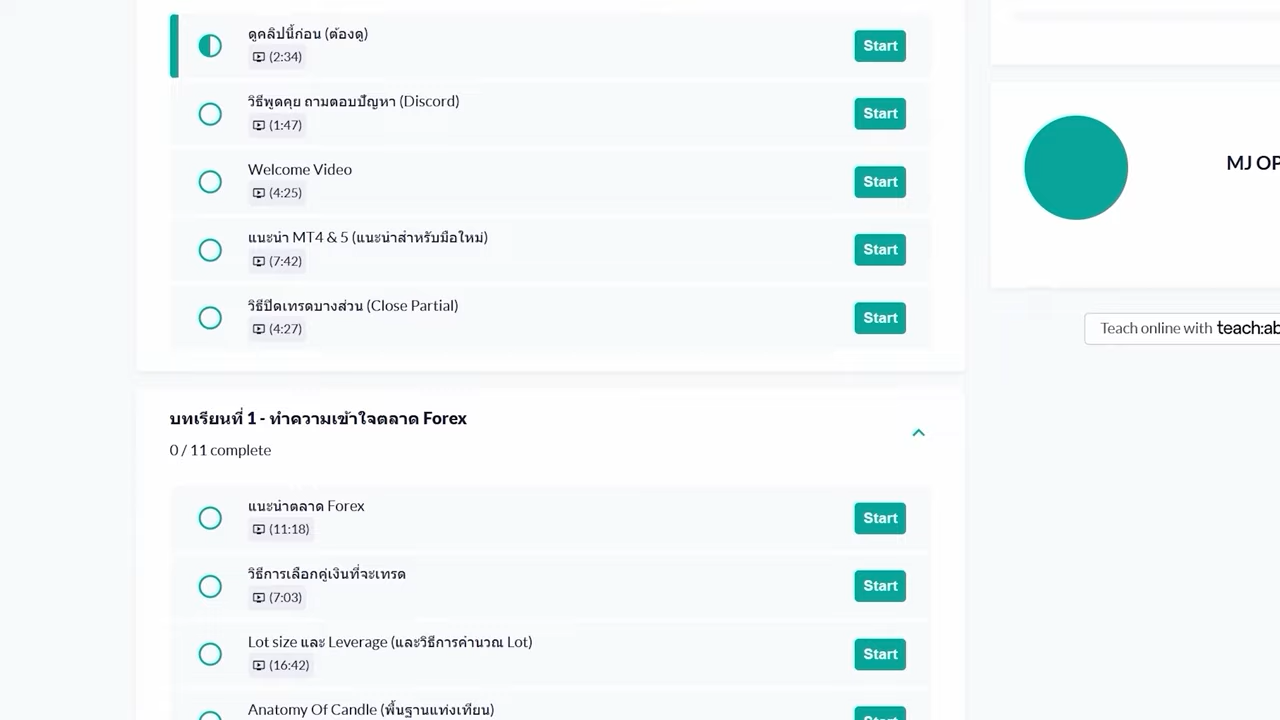 ดูคลิปนี้ก่อน (ต้องดู)
Start
(2:34)
วิธีพูดคุย ถามตอบปัญหา (Discord)
Start
(1:47)
Welcome Video
Start
(4:25)
แนะนำ MT4 & 5 (แนะนำสำหรับมือใหม่)
Start
(7:42)
วิธีปิดเทรดบางส่วน (Close Partial)
Start
(4:27)
MJ OP
Teach online with teach:ab
บทเรียนที่ 1 - ทำความเข้าใจตลาด Forex
0 / 11 complete
แนะนำตลาด Forex
Start
(11:18)
วิธีการเลือกคู่เงินที่จะเทรด
Start
(7:03)
Lot size และ Leverage (และวิธีการคำนวณ Lot)
Start
(16:42)
Anatomy Of Candle (พื้นฐานแท่งเทียน)
Start